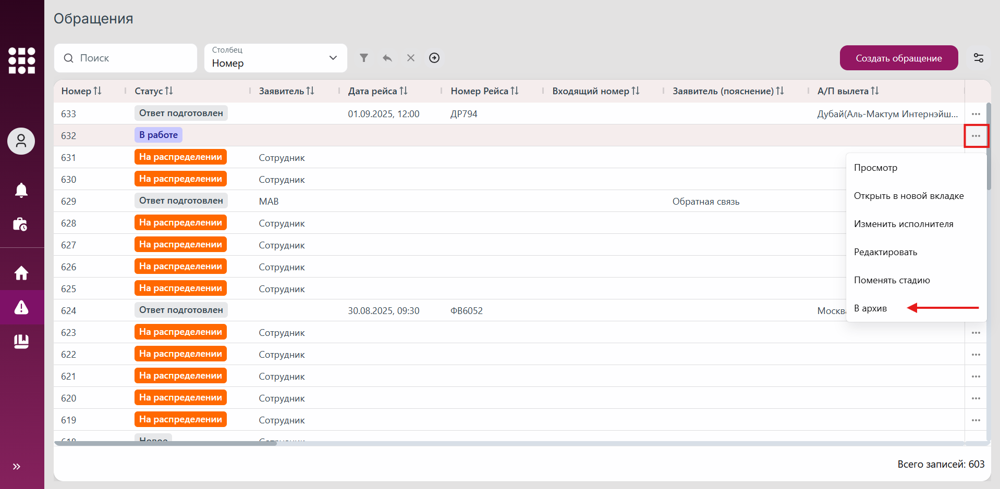 Обращения
Поиск
Столбец
Номер
Создать обращение
Номер Статус Заявитель Дата рейса Номер Рейса Входящий номер Заявитель (пояснение) А/П вылета
633 Ответ подготовлен 01.09.2025, 12:00 ДР794 Дубай(Аль-Мактум Интернэйш...
632 В работе
631 На распределении Сотрудник
Просмотр
630 На распределении Сотрудник
Открыть в новой вкладке
629 Ответ подготовлен МАВ Обратная связь
628 На распределении Сотрудник
Изменить исполнителя
627 На распределении Сотрудник
Редактировать
626 На распределении Сотрудник
Поменять стадию
625 На распределении Сотрудник
624 Ответ подготовлен 30.08.2025, 09:30 ФВ6052 Москва
В архив
623 На распределении Сотрудник
622 На распределении Сотрудник
621 На распределении Сотрудник
620 На распределении Сотрудник
619 На распределении Сотрудник
618 Новое Сотрудник
Всего записей: 603